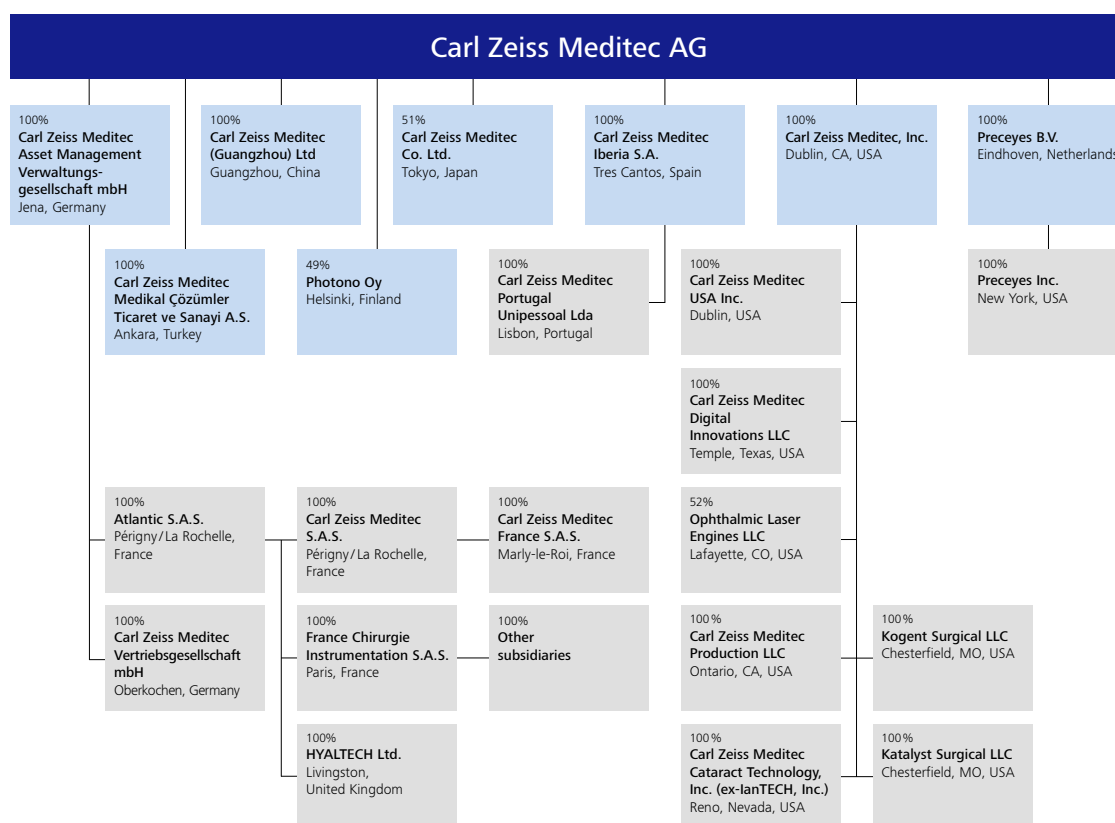 Carl Zeiss Meditec AG
100%
Carl Zeiss Meditec
Asset Management
Verwaltungs-
gesellschaft mbH
Jena, Germany
100%
Carl Zeiss Meditec
(Guangzhou) Ltd
Guangzhou, China
51%
Carl Zeiss Meditec
Co. Ltd.
Tokyo, Japan
100%
Carl Zeiss Meditec
Iberia S.A.
Tres Cantos, Spain
100%
Carl Zeiss Meditec, Inc.
Dublin, CA, USA
100%
Preceyes B.V.
Eindhoven, Netherlands
100%
Carl Zeiss Meditec
Medikal Çözümler
Ticaret ve Sanayi A.S.
Ankara, Turkey
49%
Photono Oy
Helsinki, Finland
100%
Carl Zeiss Meditec
Portugal
Unipessoal Lda
Lisbon, Portugal
100%
Carl Zeiss Meditec
USA Inc.
Dublin, USA
100%
Preceyes Inc.
New York, USA
100%
Carl Zeiss Meditec
Digital
Innovations LLC
Temple, Texas, USA
100%
Atlantic S.A.S.
Périgny/La Rochelle,
France
100%
Carl Zeiss Meditec
S.A.S.
Périgny/La Rochelle,
France
100%
Carl Zeiss Meditec
France S.A.S.
Marly-le-Roi, France
52%
Ophthalmic Laser
Engines LLC
Lafayette, CO, USA
100%
Carl Zeiss Meditec
Vertriebsgesellschaft
mbH
Oberkochen, Germany
100%
France Chirurgie
Instrumentation S.A.S.
Paris, France
100%
Other
subsidiaries
100%
Carl Zeiss Meditec
Production LLC
Ontario, CA, USA
100%
Kogent Surgical LLC
Chesterfield, MO, USA
100%
HYALTECH Ltd.
Livingston,
United Kingdom
100%
Carl Zeiss Meditec
Cataract Technology,
Inc. (ex-IanTECH, Inc.)
Reno, Nevada, USA
100%
Katalyst Surgical LLC
Chesterfield, MO, USA